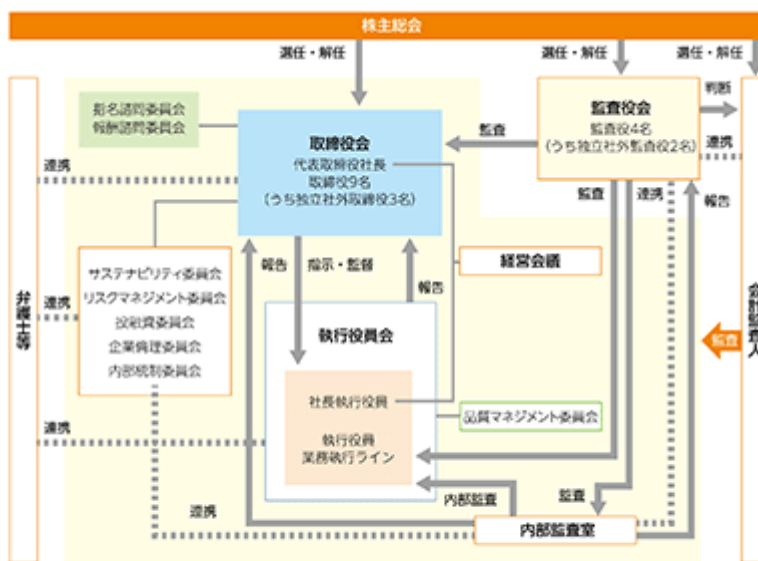 株主総会
選任・解任
選任・解任
選任・解任
指名諮問委員会
報酬諮問委員会
取締役会
代表取締役社長
取締役9名
(うち独立社外取締役3名)
監査
監査役会
監査役4名
(うち独立社外監査役2名)
判断
連携
報告
連携
監査
連携
サステナビリティ委員会
リスクマネジメント委員会
投融資委員会
企業倫理委員会
内部統制委員会
報告
指示・監督
報告
経営会議
弁護士等
連携
会計監査人
監査
執行役員会
社長執行役員
執行役員
業務執行ライン
品質マネジメント委員会
連携
連携
内部監査
監査
内部監査室